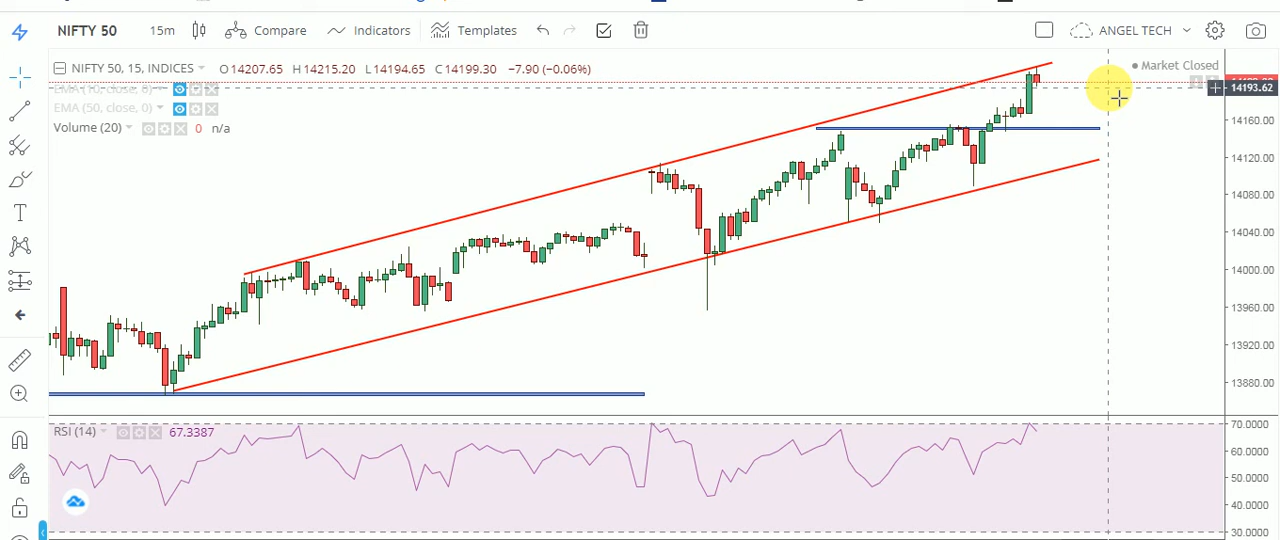 NIFTY 50 15m Compare Indicators Templates ANGEL TECH
NIFTY 50, 15, INDICES O14207.65 H14215.20 L14194.65 C14199.30 −7.90 (−0.06%)
Market Closed
EMA (10, close, 0)
14193.62
EMA (50, close, 0)
14160.00
Volume (20) 0 n/a
14120.00
14080.00
14040.00
14000.00
13960.00
13920.00
13880.00
RSI (14) 67.3387
70.0000
60.0000
50.0000
40.0000
30.0000